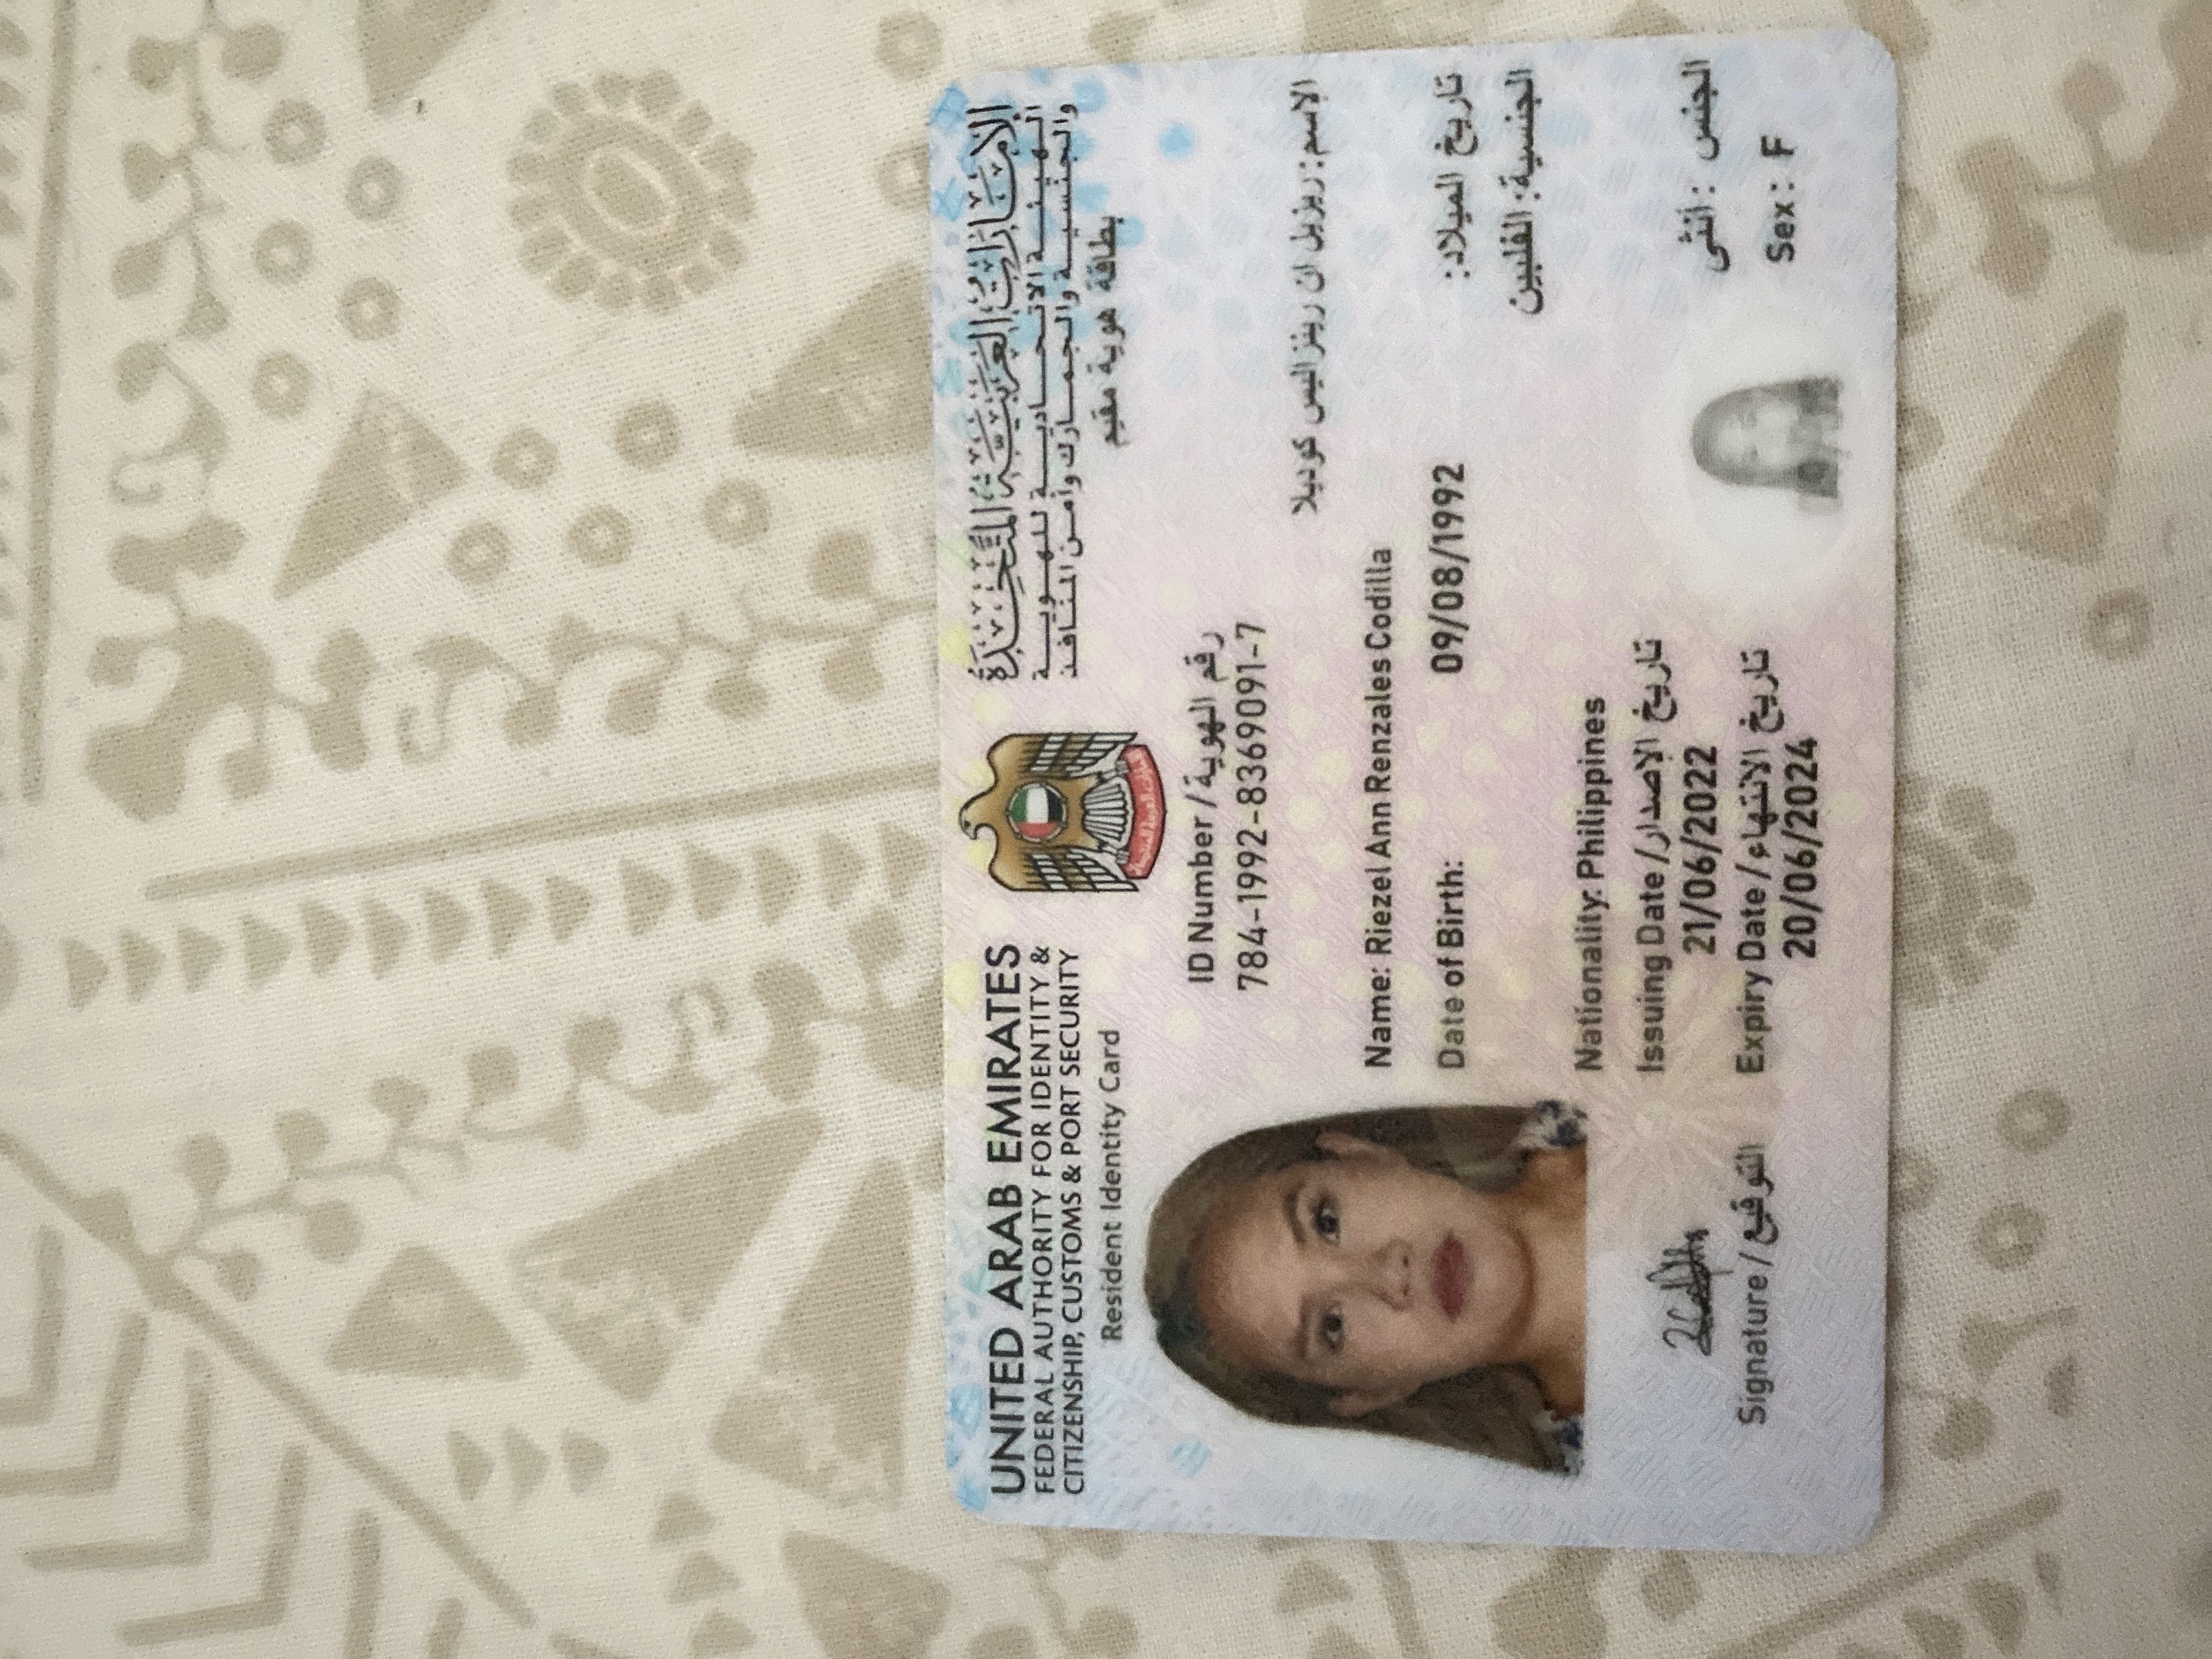 UNITED ARAB EMIRATES
FEDERAL AUTHORITY FOR IDENTITY &
CITIZENSHIP, CUSTOMS & PORT SECURITY
Resident Identity Card
الإمارات العربية المتحدة
الهيئة الاتحادية للهوية
والجنسية والجمارك وأمن المنافذ
بطاقة هوية مقيم
ID Number / رقم الهوية
784-1992-8369091-7
الإسم: ريزيل ان رينزاليس كوديلا
Name: Riezel Ann Renzales Codilla
Date of Birth: 09/08/1992 تاريخ الميلاد:
الجنسية: الفلبين
Nationality: Philippines
Issuing Date / تاريخ الإصدار
21/06/2022
Expiry Date / تاريخ الانتهاء
20/06/2024
Signature / التوقيع
الجنس : أنثى
Sex : F